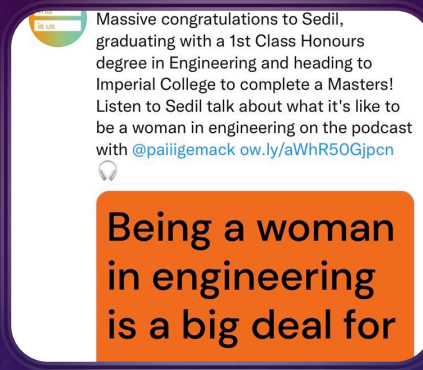 is us
Massive congratulations to Sedil,
graduating with a 1st Class Honours
degree in Engineering and heading to
Imperial College to complete a Masters!
Listen to Sedil talk about what it's like to
be a woman in engineering on the podcast
with @paiiigemack ow.ly/aWhR50Gjpcn
Being a woman
in engineering
is a big deal for